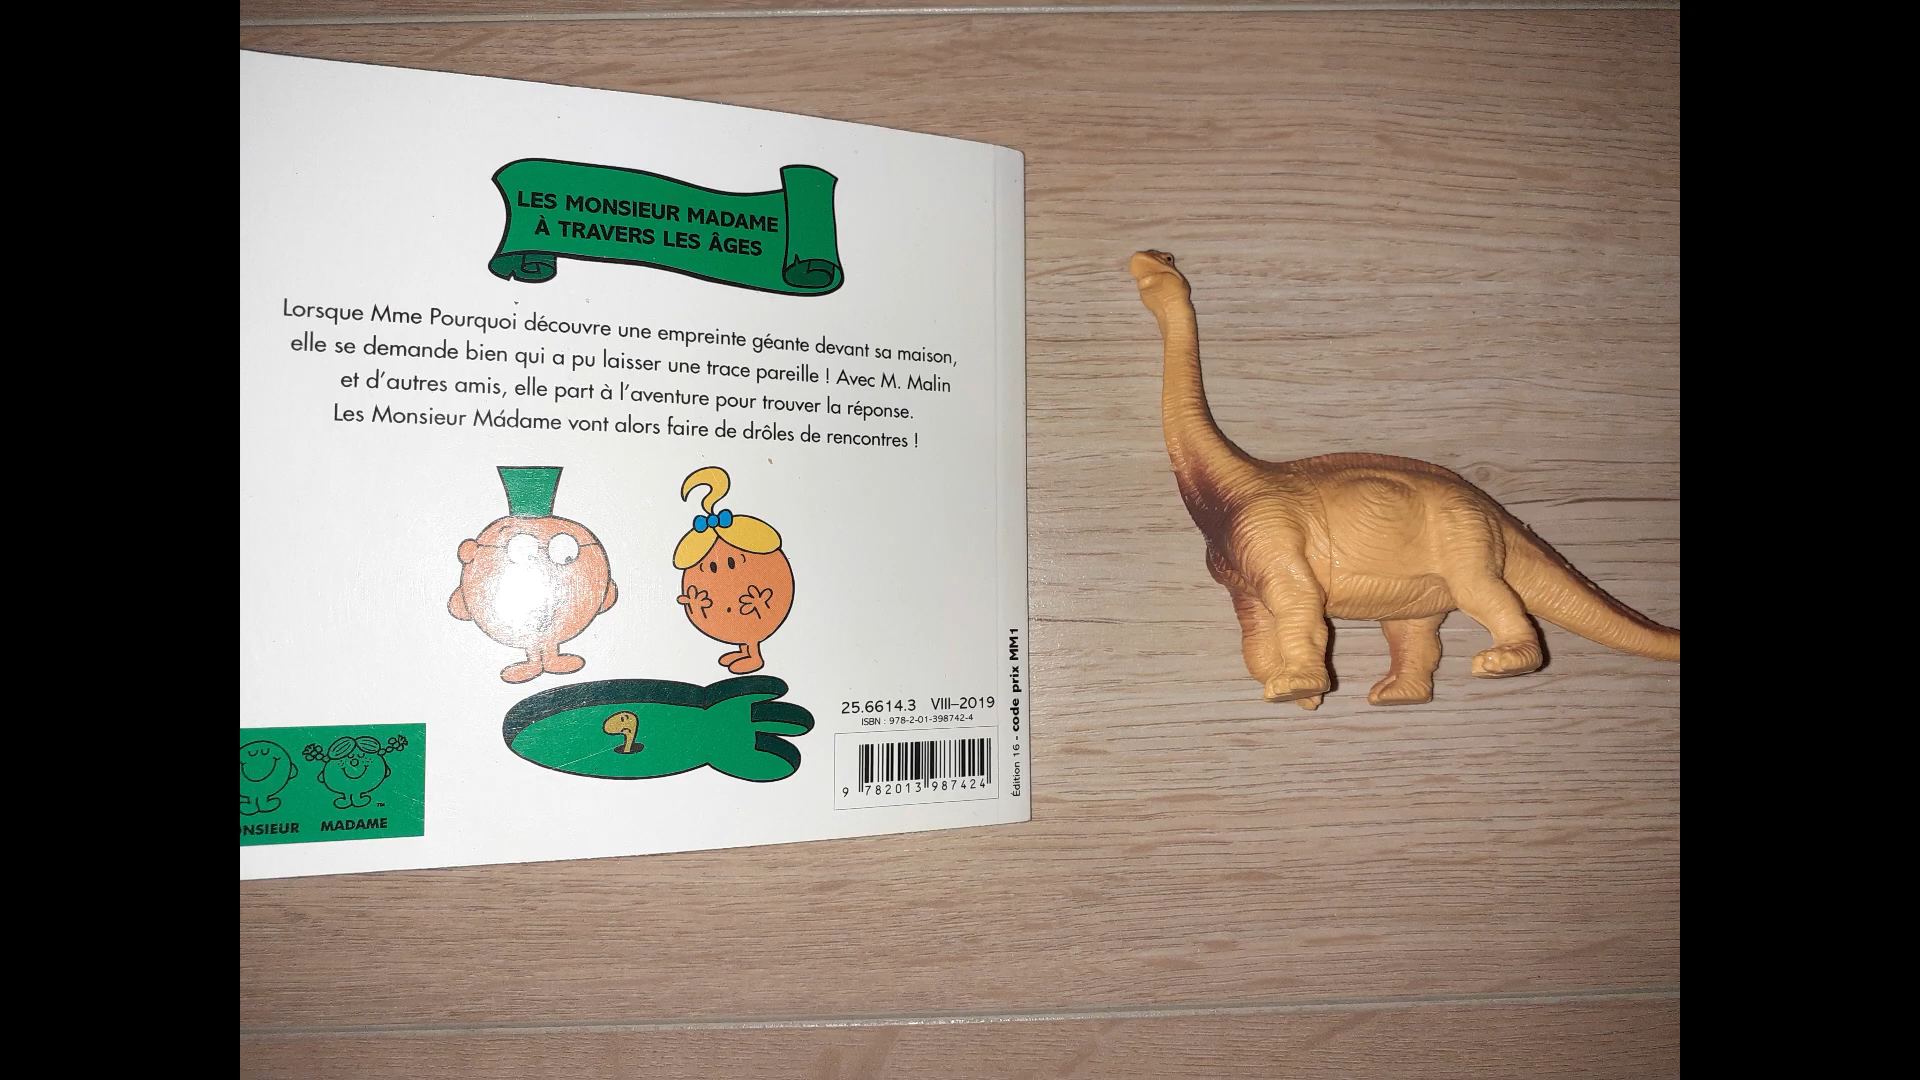 LES MONSIEUR MADAME
À TRAVERS LES ÂGES
Lorsque Mme Pourquoi découvre une empreinte géante devant sa maison,
elle se demande bien qui a pu laisser une trace pareille ! Avec M. Malin
et d'autres amis, elle part à l'aventure pour trouver la réponse.
Les Monsieur Madame vont alors faire de drôles de rencontres !
25.6614.3 VIII–2019
ISBN : 978-2-01-398742-4
9 782013 987424
Édition 16 - code prix MM1
NSIEUR MADAME
TM